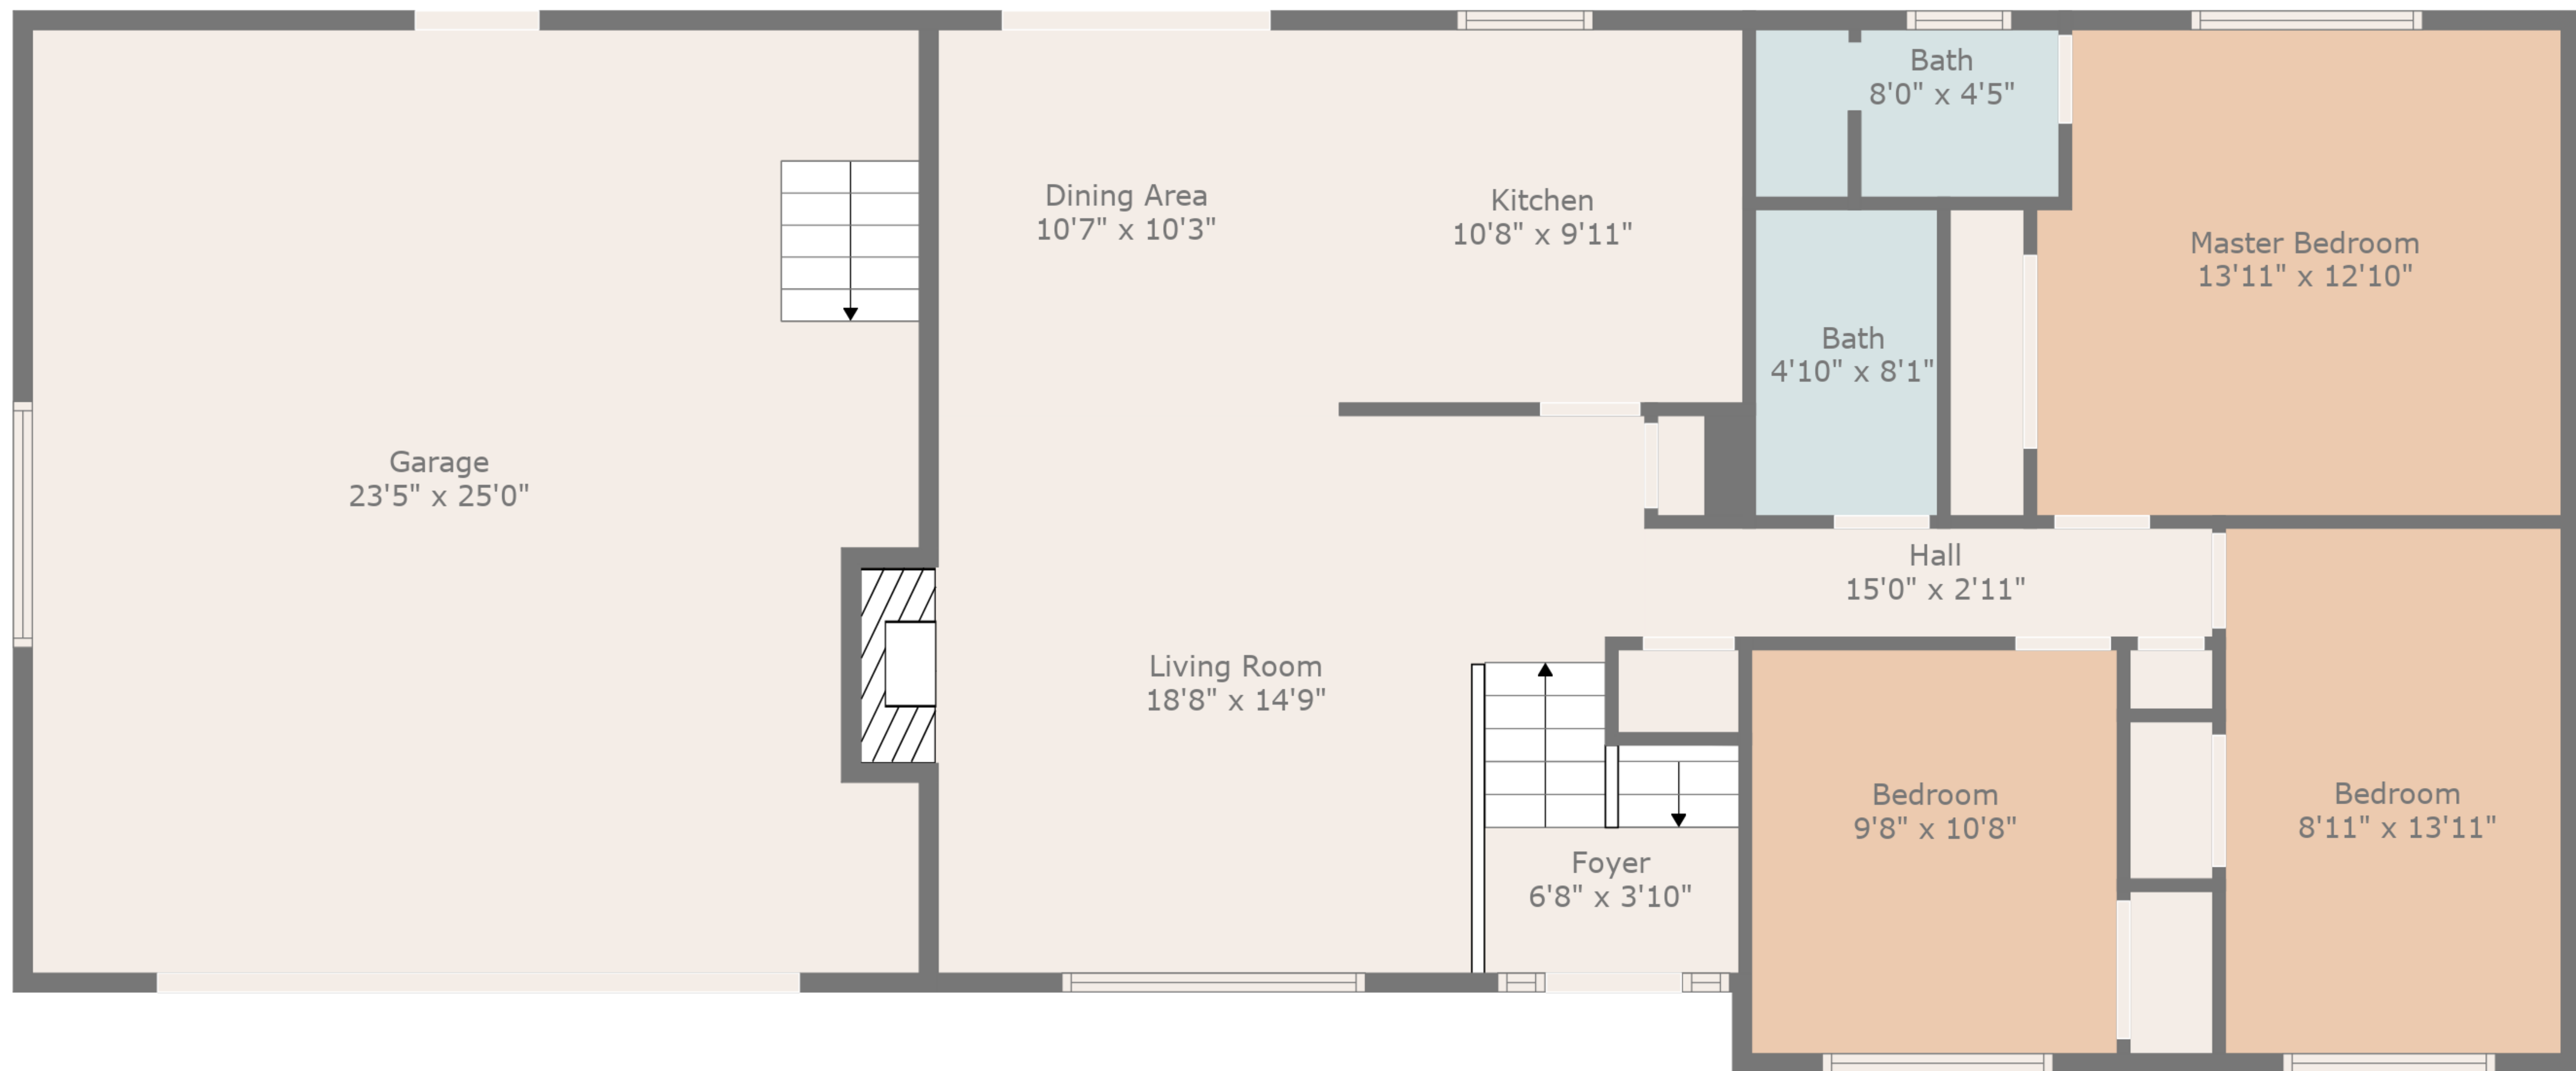 Bath
8'0" x 4'5"
Dining Area
10'7" x 10'3"
Kitchen
10'8" x 9'11"
Master Bedroom
13'11" x 12'10"
Bath
4'10" x 8'1"
Garage
23'5" x 25'0"
Hall
15'0" x 2'11"
Living Room
18'8" x 14'9"
Bedroom
9'8" x 10'8"
Bedroom
8'11" x 13'11"
Foyer
6'8" x 3'10"